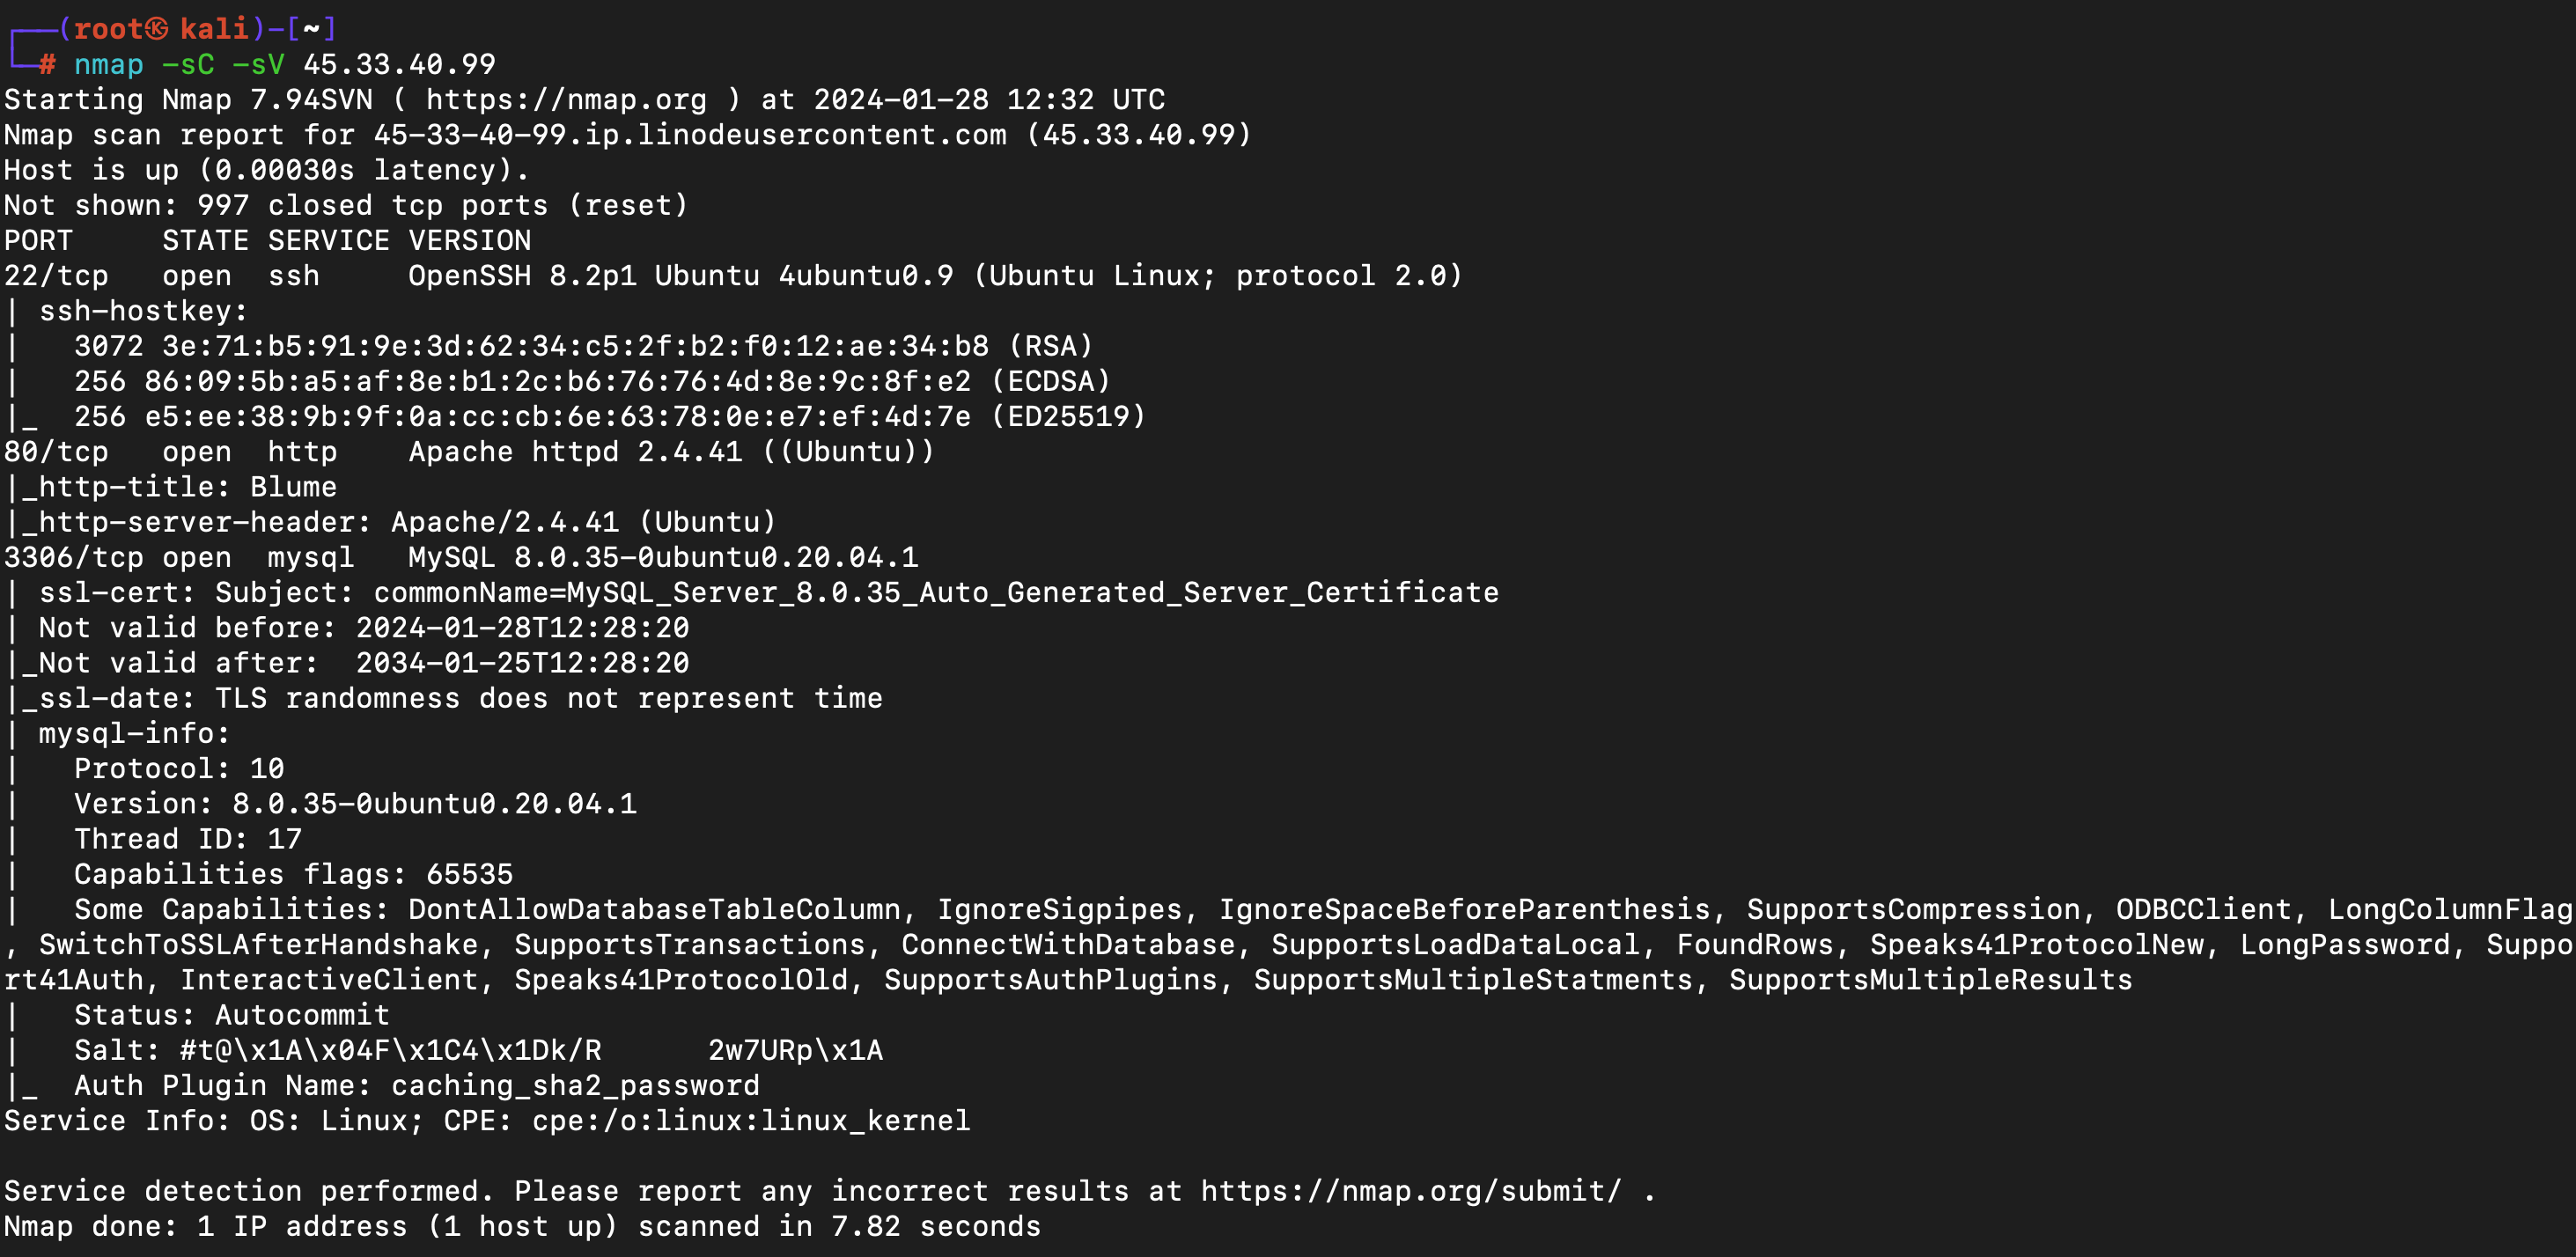 ┌──(root㉿kali)-[~]
└─# nmap -sC -sV 45.33.40.99
Starting Nmap 7.94SVN ( https://nmap.org ) at 2024-01-28 12:32 UTC
Nmap scan report for 45-33-40-99.ip.linodeusercontent.com (45.33.40.99)
Host is up (0.00030s latency).
Not shown: 997 closed tcp ports (reset)
PORT     STATE SERVICE VERSION
22/tcp   open  ssh     OpenSSH 8.2p1 Ubuntu 4ubuntu0.9 (Ubuntu Linux; protocol 2.0)
| ssh-hostkey:
|   3072 3e:71:b5:91:9e:3d:62:34:c5:2f:b2:f0:12:ae:34:b8 (RSA)
|   256 86:09:5b:a5:af:8e:b1:2c:b6:76:76:4d:8e:9c:8f:e2 (ECDSA)
|_  256 e5:ee:38:9b:9f:0a:cc:cb:6e:63:78:0e:e7:ef:4d:7e (ED25519)
80/tcp   open  http    Apache httpd 2.4.41 ((Ubuntu))
|_http-title: Blume
|_http-server-header: Apache/2.4.41 (Ubuntu)
3306/tcp open  mysql   MySQL 8.0.35-0ubuntu0.20.04.1
| ssl-cert: Subject: commonName=MySQL_Server_8.0.35_Auto_Generated_Server_Certificate
| Not valid before: 2024-01-28T12:28:20
|_Not valid after:  2034-01-25T12:28:20
|_ssl-date: TLS randomness does not represent time
| mysql-info:
|   Protocol: 10
|   Version: 8.0.35-0ubuntu0.20.04.1
|   Thread ID: 17
|   Capabilities flags: 65535
|   Some Capabilities: DontAllowDatabaseTableColumn, IgnoreSigpipes, IgnoreSpaceBeforeParenthesis, SupportsCompression, ODBCClient, LongColumnFlag
, SwitchToSSLAfterHandshake, SupportsTransactions, ConnectWithDatabase, SupportsLoadDataLocal, FoundRows, Speaks41ProtocolNew, LongPassword, Suppo
rt41Auth, InteractiveClient, Speaks41ProtocolOld, SupportsAuthPlugins, SupportsMultipleStatments, SupportsMultipleResults
|   Status: Autocommit
|   Salt: #t@\x1A\x04F\x1C4\x1Dk/R      2w7URp\x1A
|_  Auth Plugin Name: caching_sha2_password
Service Info: OS: Linux; CPE: cpe:/o:linux:linux_kernel

Service detection performed. Please report any incorrect results at https://nmap.org/submit/ .
Nmap done: 1 IP address (1 host up) scanned in 7.82 seconds